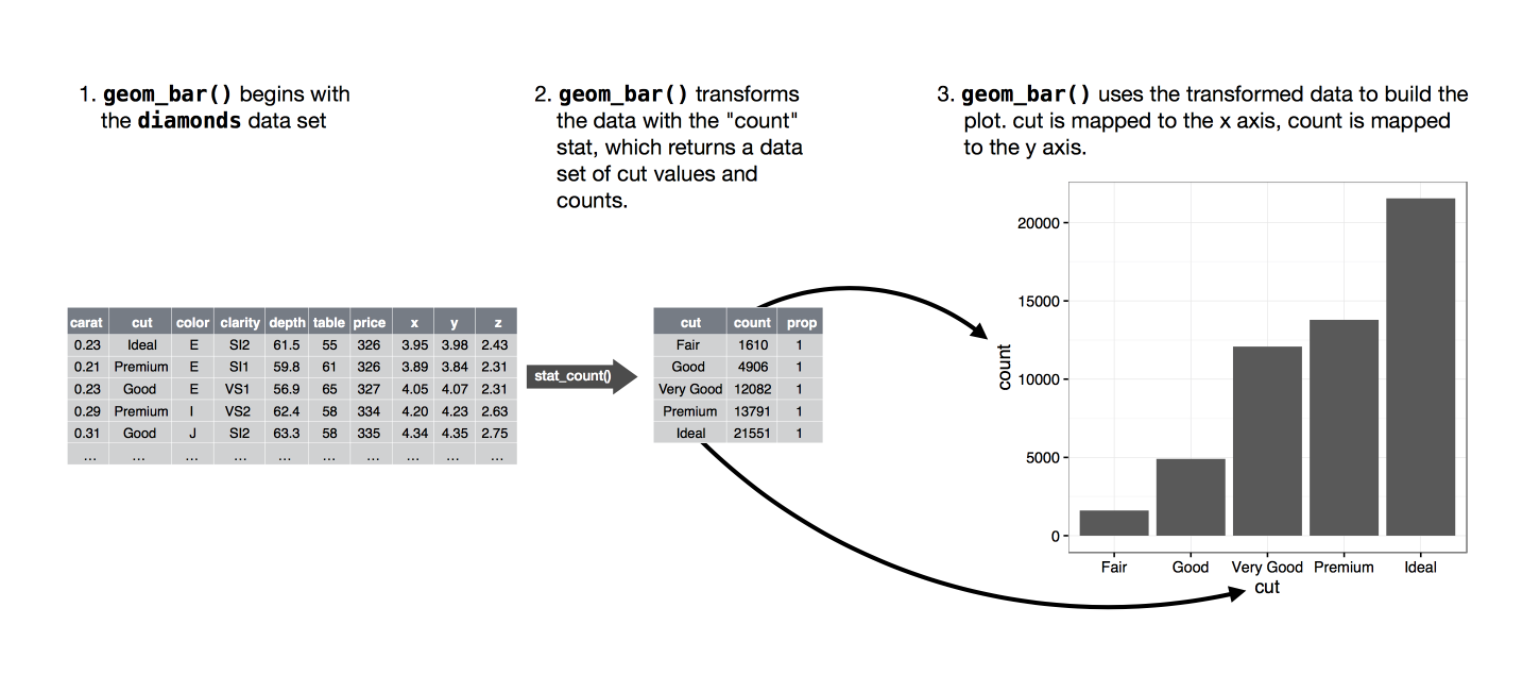 1. geom_bar() begins with
the diamonds data set
2. geom_bar() transforms
the data with the "count"
stat, which returns a data
set of cut values and
counts.
3. geom_bar() uses the transformed data to build the
plot. cut is mapped to the x axis, count is mapped
to the y axis.
carat cut color clarity depth table price x y z
0.23 Ideal E SI2 61.5 55 326 3.95 3.98 2.43
0.21 Premium E SI1 59.8 61 326 3.89 3.84 2.31
0.23 Good E VS1 56.9 65 327 4.05 4.07 2.31
0.29 Premium I VS2 62.4 58 334 4.20 4.23 2.63
0.31 Good J SI2 63.3 58 335 4.34 4.35 2.75
... ... ... ... ... ... ... ... ... ...
stat_count()
cut count prop
Fair 1610 1
Good 4906 1
Very Good 12082 1
Premium 13791 1
Ideal 21551 1
count
20000
15000
10000
5000
0
Fair Good Very Good Premium Ideal
cut